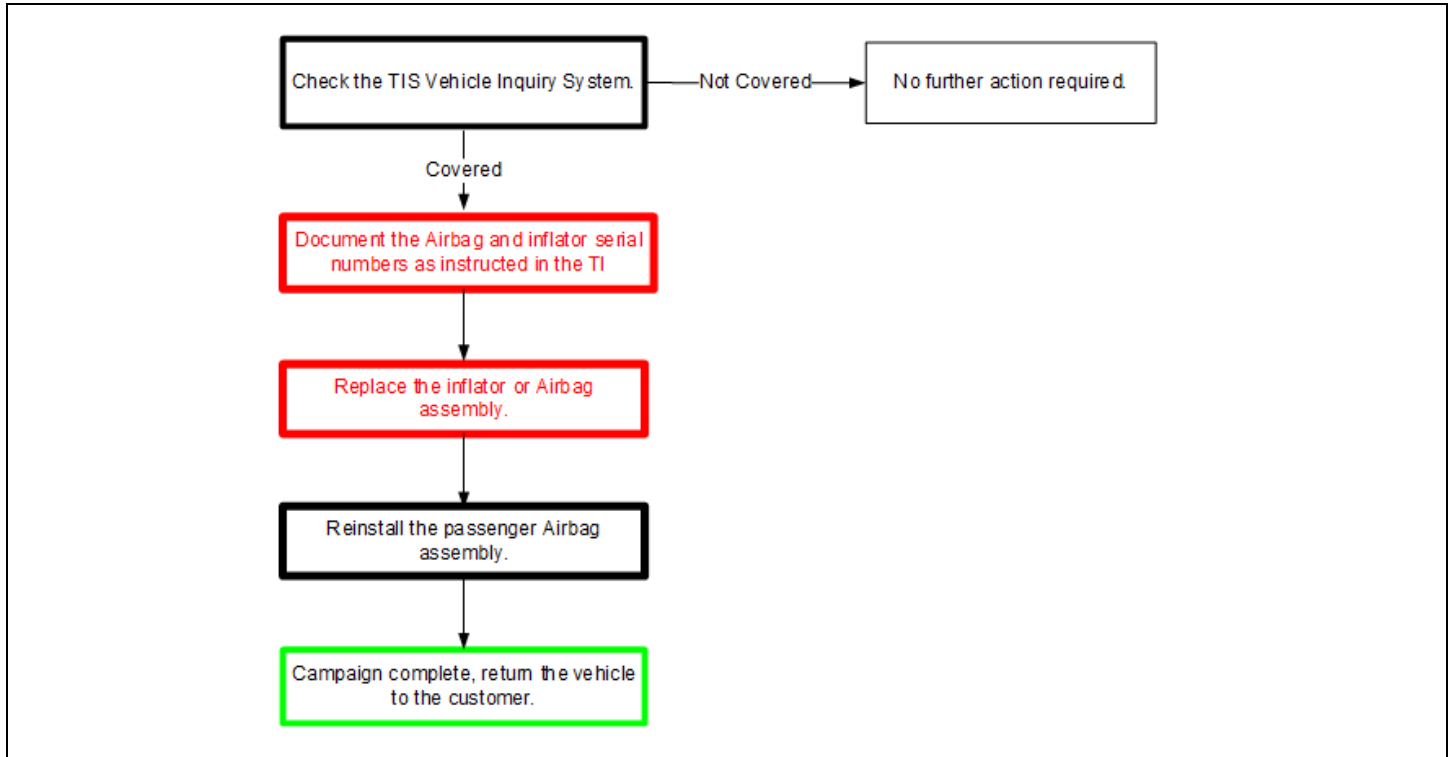 Check the TIS Vehicle Inquiry System.
Not Covered
No further action required.
Covered
Document the Airbag and inflator serial
numbers as instructed in the TI
Replace the inflator or Airbag
assembly.
Reinstall the passenger Airbag
assembly.
Campaign complete, return the vehicle
to the customer.